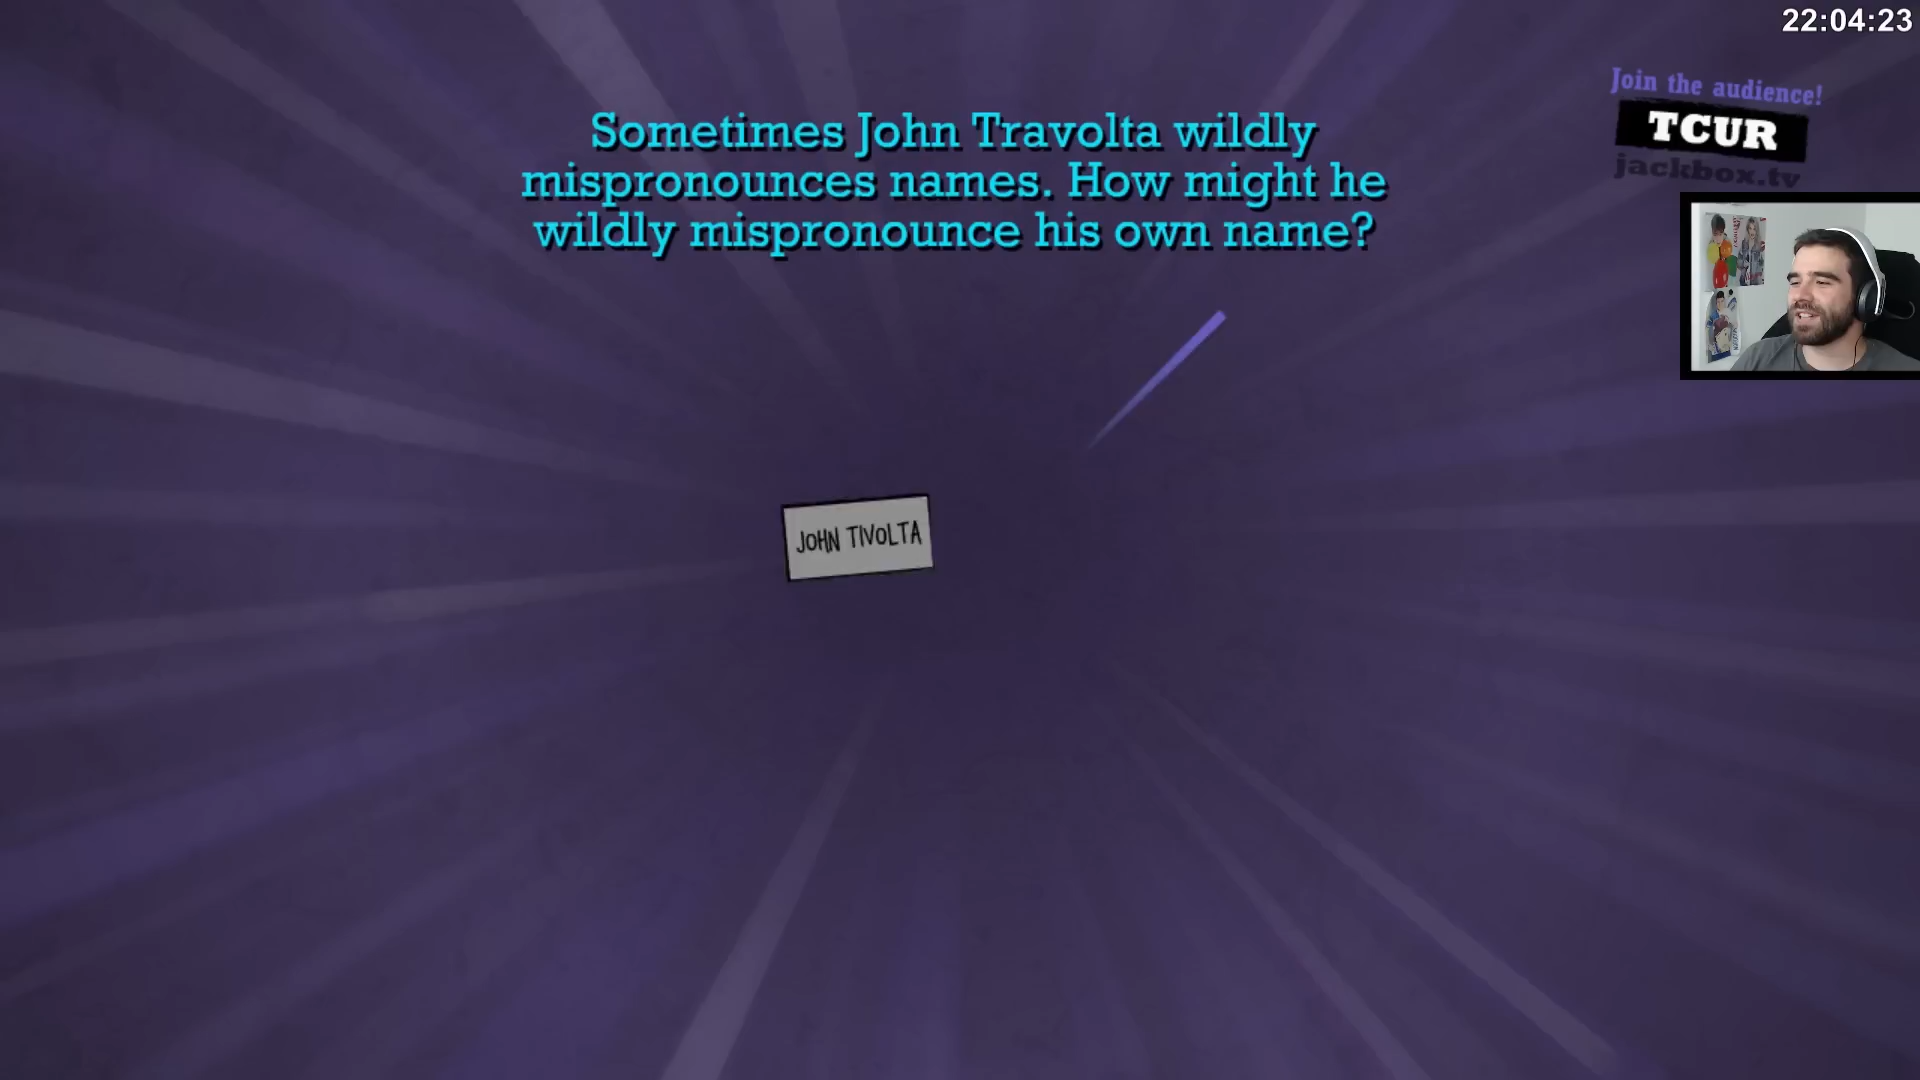 22:04:23
Join the audience!
TCUR
jackbox.tv
Sometimes John Travolta wildly
mispronounces names. How might he
wildly mispronounce his own name?
JOHN TIVOLTA